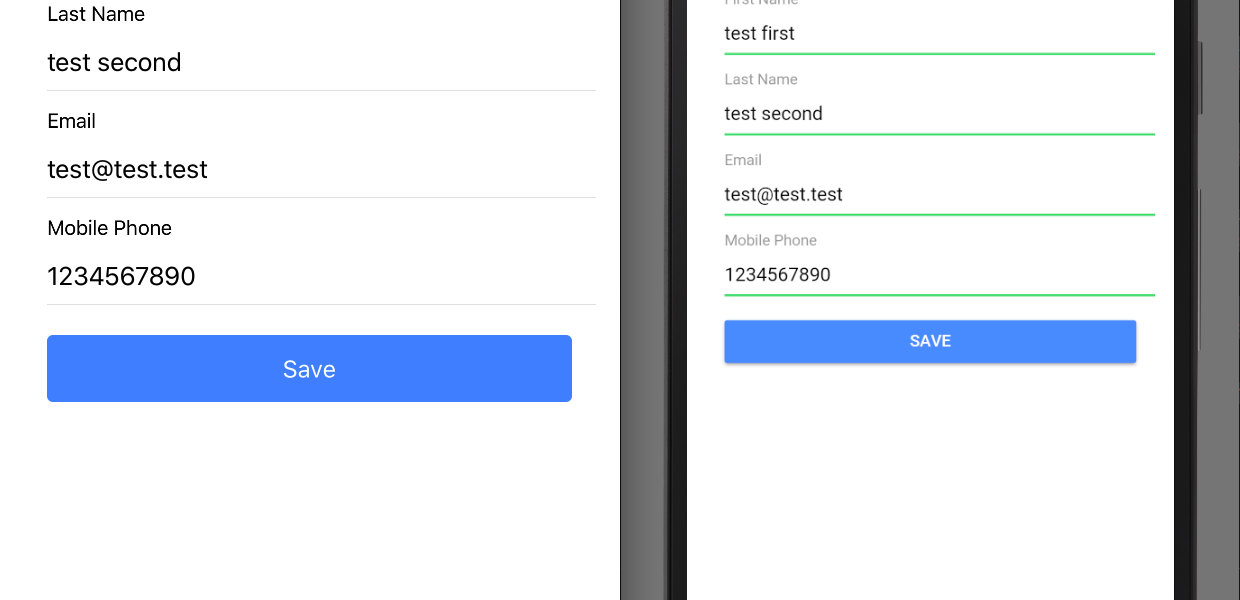 Last Name
test second
Email
test@test.test
Mobile Phone
1234567890
Save
First Name
test first
Last Name
test second
Email
test@test.test
Mobile Phone
1234567890
SAVE